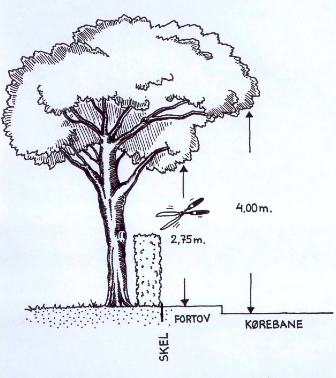 4,00 m.
2,75 m.
FORTOV
KØREBANE
SKEL